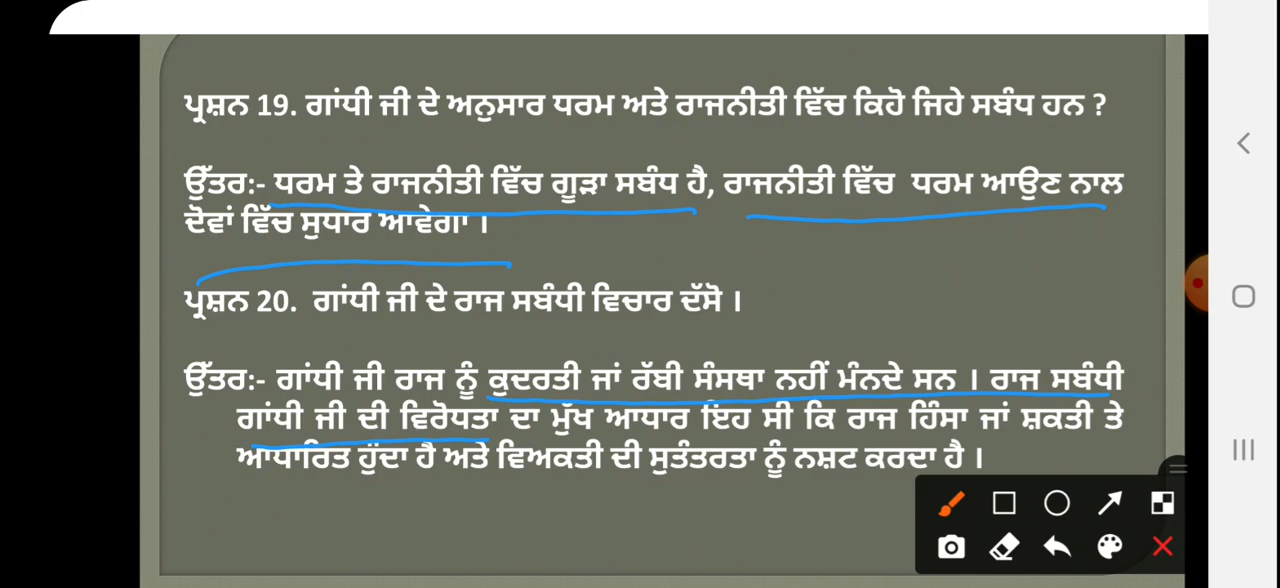 ਪ੍ਰਸ਼ਨ 19. ਗਾਂਧੀ ਜੀ ਦੇ ਅਨੁਸਾਰ ਧਰਮ ਅਤੇ ਰਾਜਨੀਤੀ ਵਿੱਚ ਕਿਹੋ ਜਿਹੇ ਸਬੰਧ ਹਨ ?
ਉੱਤਰ:- ਧਰਮ ਤੇ ਰਾਜਨੀਤੀ ਵਿੱਚ ਗੂੜਾ ਸਬੰਧ ਹੈ, ਰਾਜਨੀਤੀ ਵਿੱਚ ਧਰਮ ਆਉਣ ਨਾਲ
ਦੋਵਾਂ ਵਿੱਚ ਸੁਧਾਰ ਆਵੇਗਾ ।
ਪ੍ਰਸ਼ਨ 20. ਗਾਂਧੀ ਜੀ ਦੇ ਰਾਜ ਸਬੰਧੀ ਵਿਚਾਰ ਦੱਸੋ ।
ਉੱਤਰ:- ਗਾਂਧੀ ਜੀ ਰਾਜ ਨੂੰ ਕੁਦਰਤੀ ਜਾਂ ਰੱਬੀ ਸੰਸਥਾ ਨਹੀਂ ਮੰਨਦੇ ਸਨ । ਰਾਜ ਸਬੰਧੀ
ਗਾਂਧੀ ਜੀ ਦੀ ਵਿਰੋਧਤਾ ਦਾ ਮੁੱਖ ਆਧਾਰ ਇਹ ਸੀ ਕਿ ਰਾਜ ਹਿੰਸਾ ਜਾਂ ਸ਼ਕਤੀ ਤੇ
ਆਧਾਰਿਤ ਹੁੰਦਾ ਹੈ ਅਤੇ ਵਿਅਕਤੀ ਦੀ ਸੁਤੰਤਰਤਾ ਨੂੰ ਨਸ਼ਟ ਕਰਦਾ ਹੈ ।